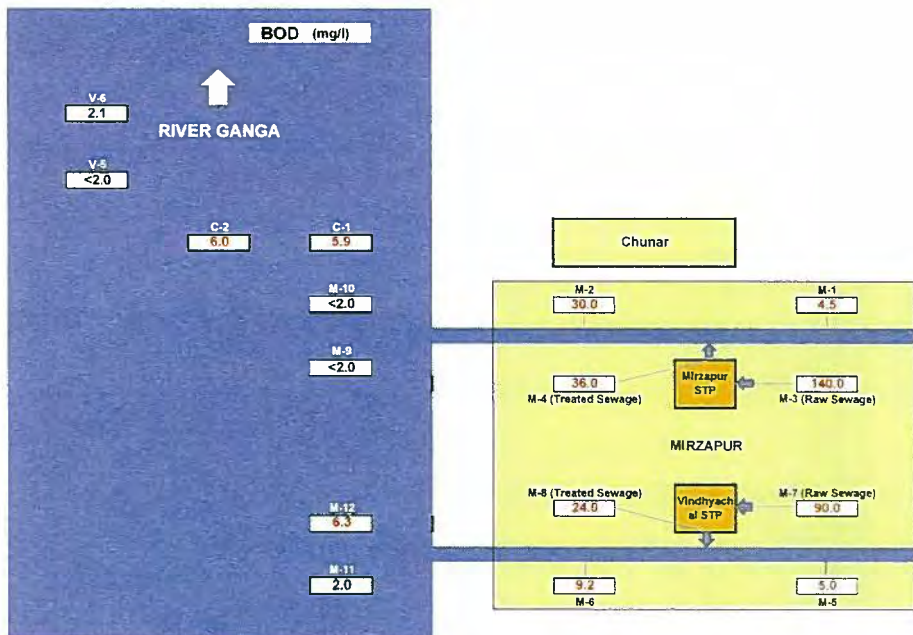 BOD (mg/l)
RIVER GANGA
V-6
2.1
V-5
<2.0
C-2
6.0
C-1
5.9
M-10
<2.0
M-9
<2.0
M-12
6.3
M-11
2.0
Chunar
M-2
30.0
M-1
4.5
36.0
M-4 (Treated Sewage)
Mirzapur
STP
140.0
M-3 (Raw Sewage)
MIRZAPUR
M-8 (Treated Sewage)
24.0
Vindhyach
al STP
M-7 (Raw Sewage)
90.0
9.2
M-6
5.0
M-5